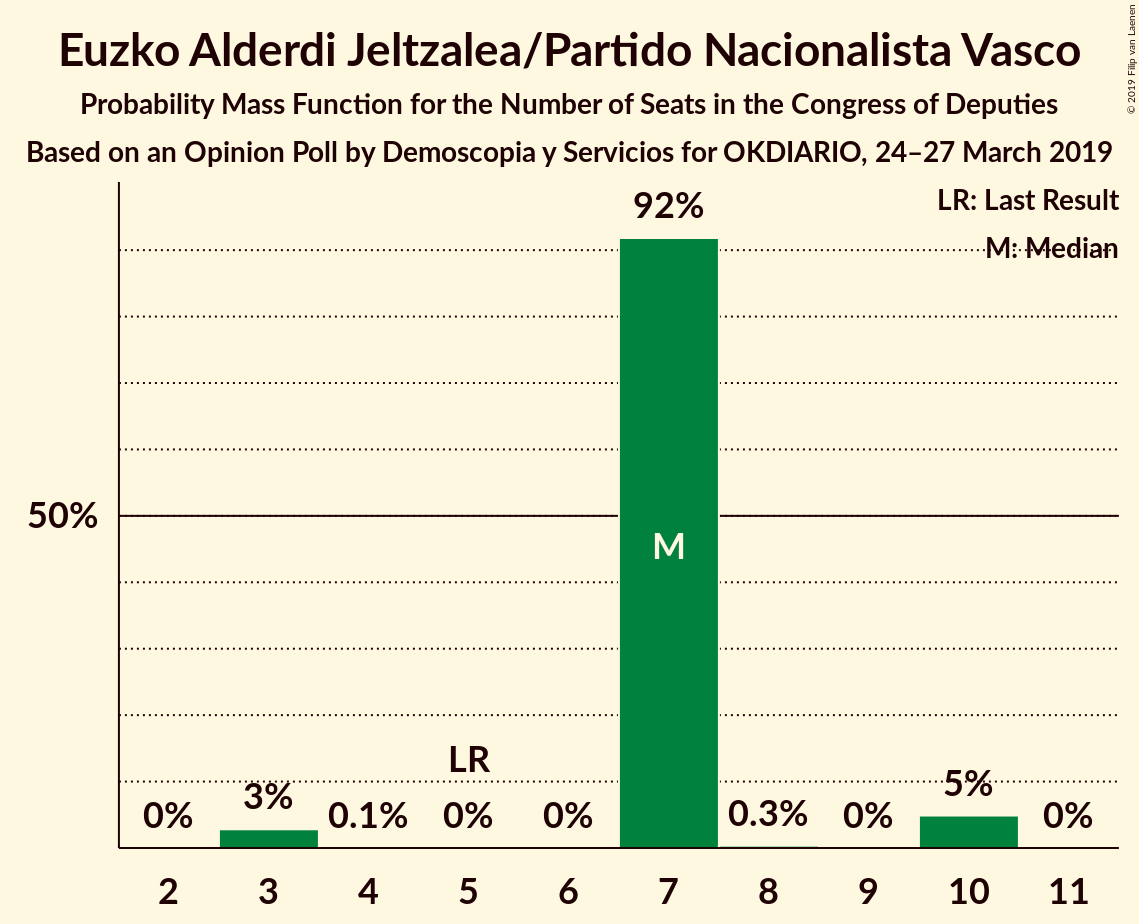 Euzko Alderdi Jeltzalea/Partido Nacionalista Vasco
Probability Mass Function for the Number of Seats in the Congress of Deputies
Based on an Opinion Poll by Demoscopia y Servicios for OKDIARIO, 24–27 March 2019
© 2019 Filip van Laenen
LR: Last Result
M: Median
92%
50%
M
LR
0% 3% 0.1% 0% 0% 0.3% 0% 5% 0%
2 3 4 5 6 7 8 9 10 11